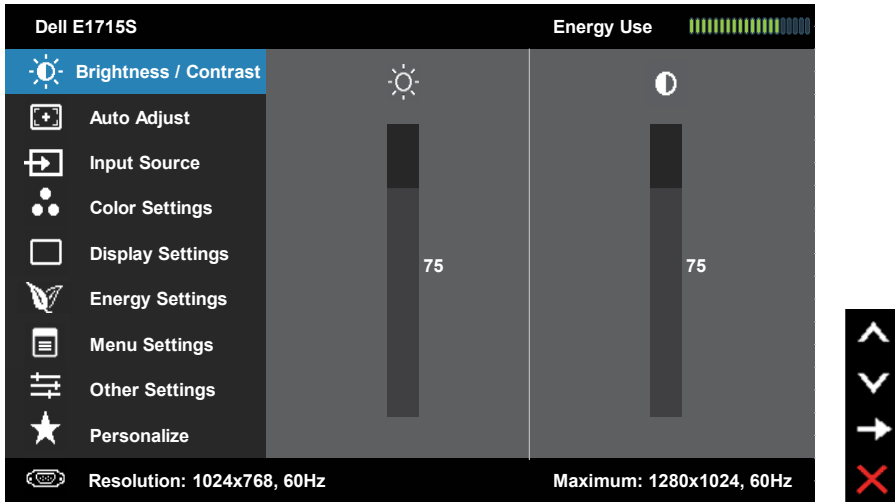 Dell E1715S
Energy Use
Brightness / Contrast
Auto Adjust
Input Source
Color Settings
Display Settings
Energy Settings
Menu Settings
Other Settings
Personalize
75
75
Resolution: 1024x768, 60Hz
Maximum: 1280x1024, 60Hz